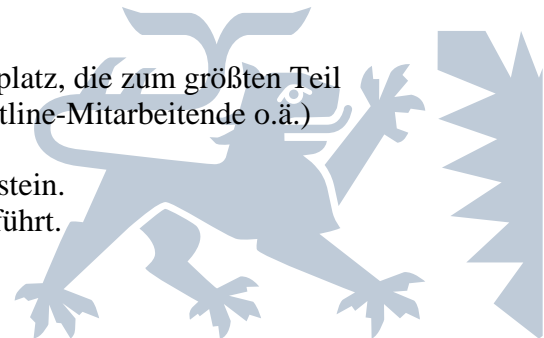 platz, die zum größten Teil
tline-Mitarbeitende o.ä.)
stein.
führt.